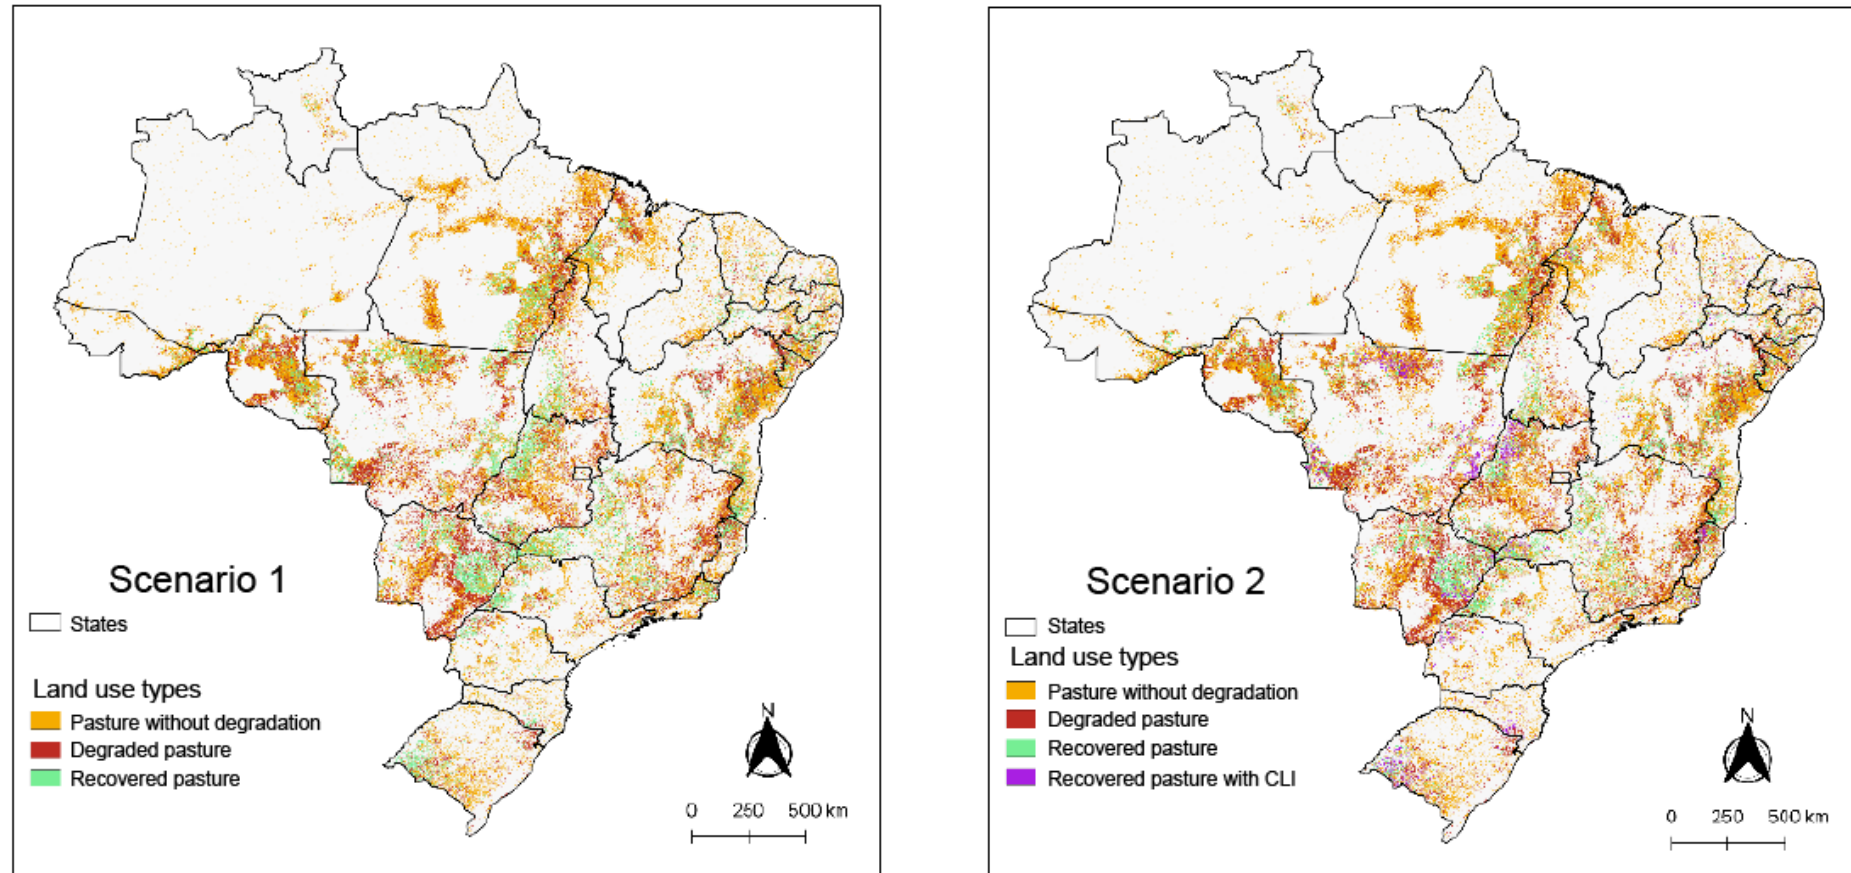 Scenario 1
States
Land use types
Pasture without degradation
Degraded pasture
Recovered pasture
N
0 250 500 km
Scenario 2
States
Land use types
Pasture without degradation
Degraded pasture
Recovered pasture
Recovered pasture with CLI
N
0 250 500 km